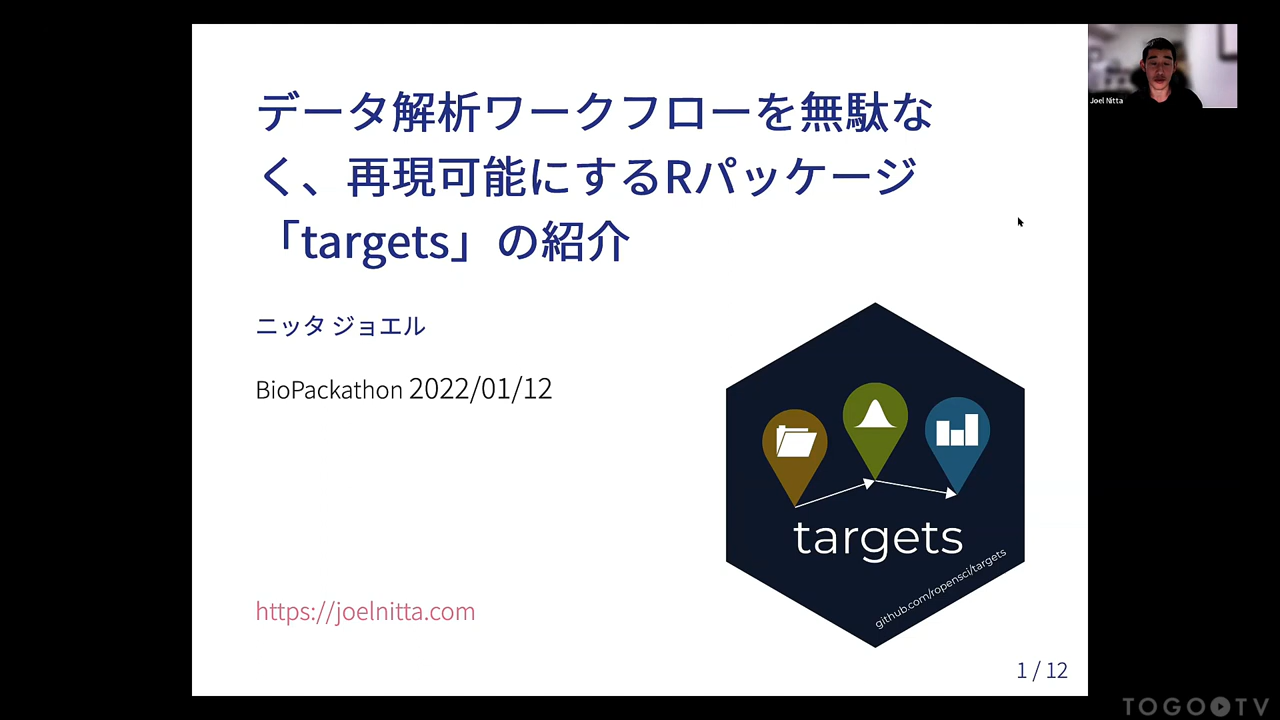 データ解析ワークフローを無駄な
く、再現可能にするRパッケージ
「targets」の紹介
ニッタ ジョエル
BioPackathon 2022/01/12
targets
github.com/ropensci/targets
https://joelnitta.com
1 / 12
Joel Nitta
TOGO TV